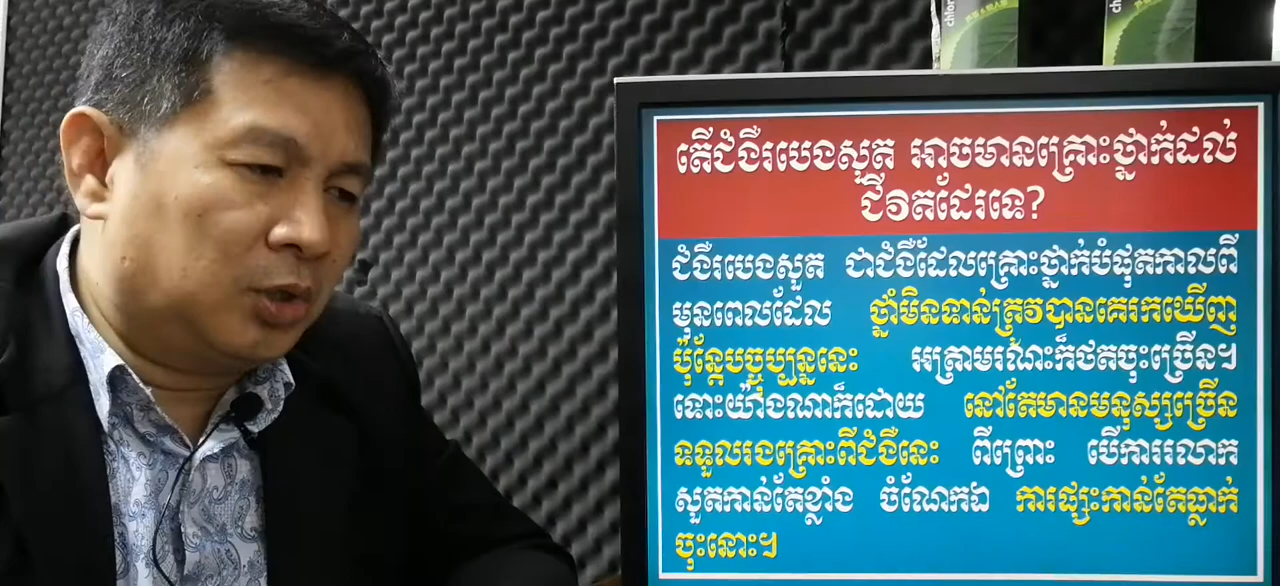 តើជំងឺរបេងសួត អាចមានគ្រោះថ្នាក់ដល់
ជីវិតដែរទេ?
ជំងឺរបេងសួត ជាជំងឺដែលគ្រោះថ្នាក់បំផុតកាលពី
មុនពេលដែល ថ្នាំមិនទាន់ត្រូវបានគេរកឃើញ
ប៉ុន្តែបច្ចុប្បន្ននេះ អត្រាមរណះក៏ថតចុះច្រើន។
ទោះយ៉ាងណាក៏ដោយ នៅតែមានមនុស្សច្រើន
ទទួលរងគ្រោះពីជំងឺនេះ ពីព្រោះ បើការរលាក
សួតកាន់តែខ្លាំង ចំណែកឯ ការផ្សះកាន់តែធ្លាក់
ចុះនោះ។